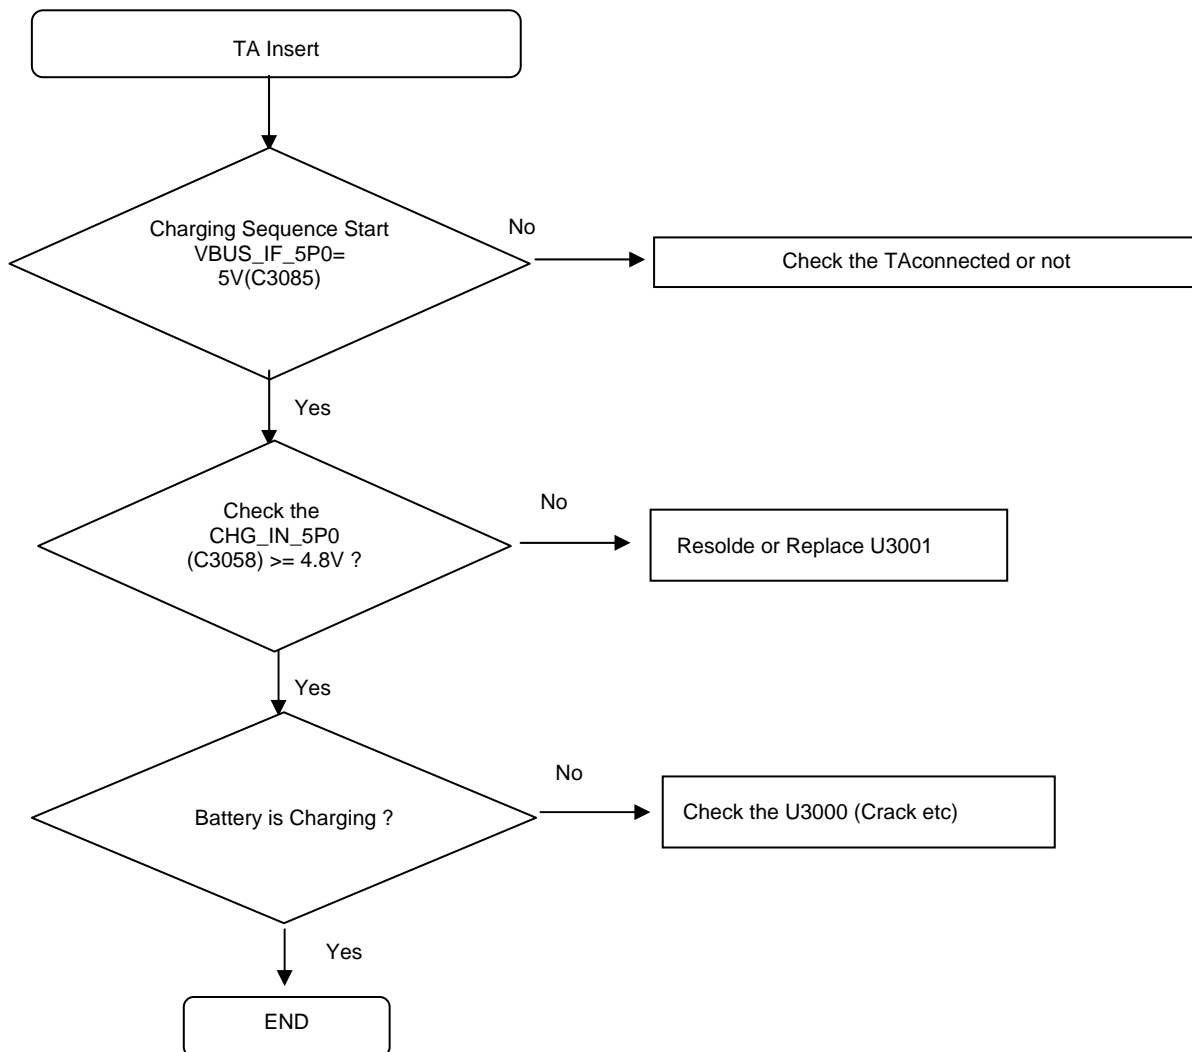 TA Insert
Charging Sequence Start
VBUS_IF_5P0=
5V(C3085)
No
Check the TAconnected or not
Yes
Check the
CHG_IN_5P0
(C3058) >= 4.8V ?
No
Resolde or Replace U3001
Yes
Battery is Charging ?
No
Check the U3000 (Crack etc)
Yes
END